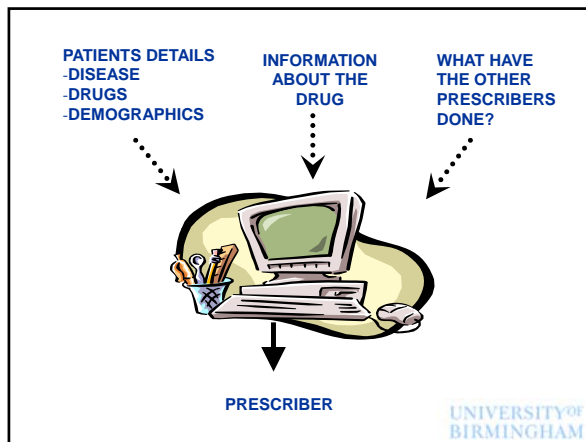 PATIENTS DETAILS
-DISEASE
-DRUGS
-DEMOGRAPHICS
INFORMATION
ABOUT THE
DRUG
WHAT HAVE
THE OTHER
PRESCRIBERS
DONE?
PRESCRIBER
UNIVERSITY OF
BIRMINGHAM